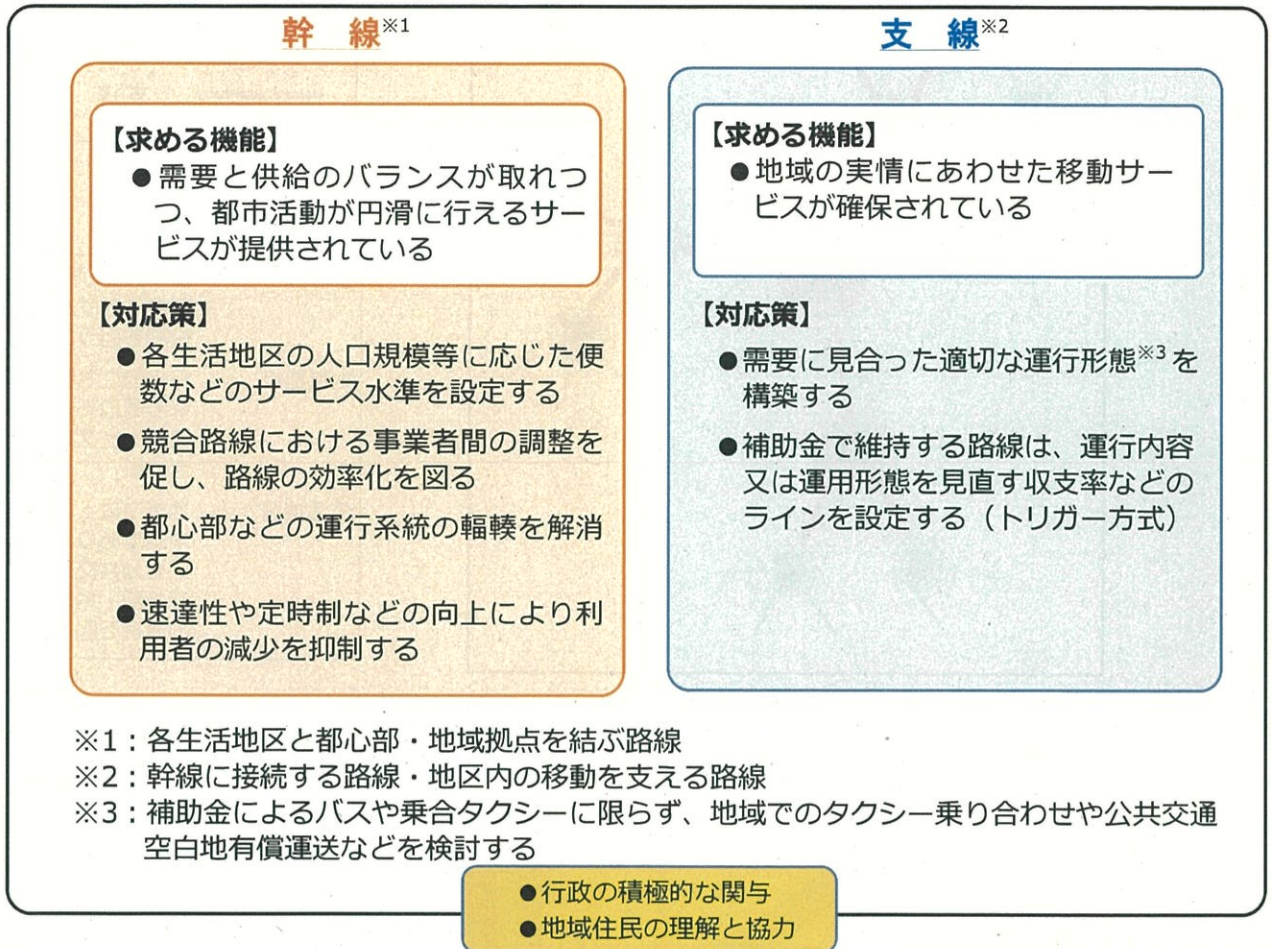 幹 線※1
【求める機能】
●需要と供給のバランスが取れつ
つ、都市活動が円滑に行えるサー
ビスが提供されている
【対応策】
●各生活地区の人口規模等に応じた便
数などのサービス水準を設定する
●競合路線における事業者間の調整を
促し、路線の効率化を図る
●都心部などの運行系統の輻輳を解消
する
●速達性や定時制などの向上により利
用者の減少を抑制する
支 線※2
【求める機能】
●地域の実情にあわせた移動サー
ビスが確保されている
【対応策】
●需要に見合った適切な運行形態※3を
構築する
●補助金で維持する路線は、運行内容
又は運用形態を見直す収支率などの
ラインを設定する（トリガー方式）
※1：各生活地区と都心部・地域拠点を結ぶ路線
※2：幹線に接続する路線・地区内の移動を支える路線
※3：補助金によるバスや乗合タクシーに限らず、地域でのタクシー乗り合わせや公共交通
空白地有償運送などを検討する
●行政の積極的な関与
●地域住民の理解と協力